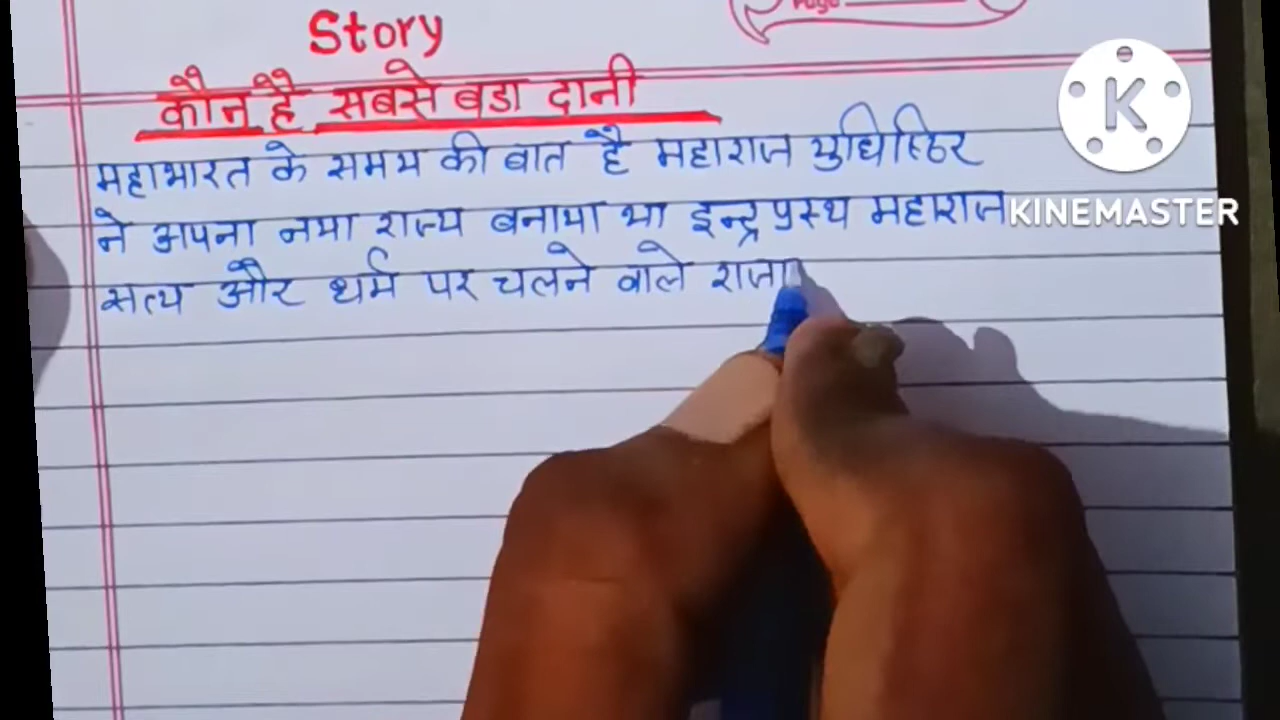 Page
Story
कौन है सबसे बडा दानी
महाभारत के समय की बात है महाराज युधिष्ठिर
ने अपना नया राज्य बनाया था इन्द्रप्रस्थ महाराज
सत्य और धर्म पर चलने वाले राजा
K
KINEMASTER